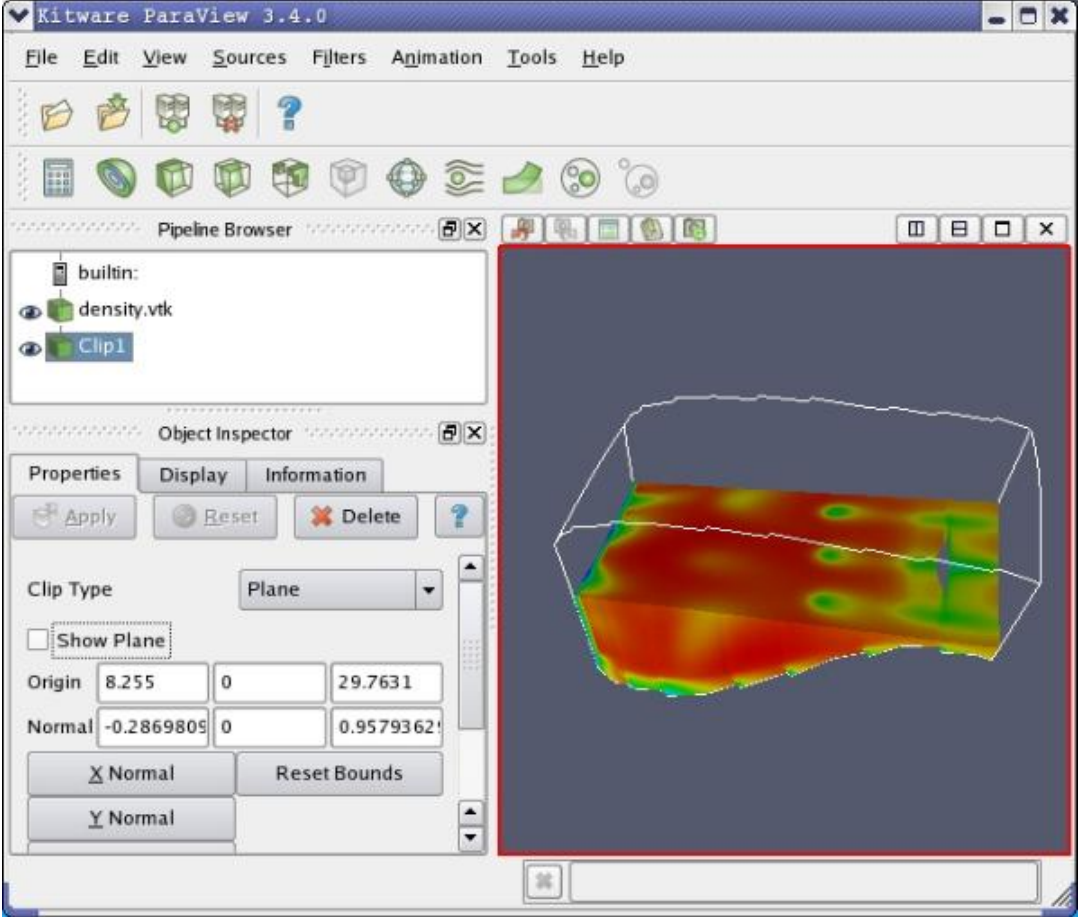 Kitware ParaView 3.4.0
File Edit View Sources Filters Animation Tools Help
Pipeline Browser
builtin:
density.vtk
Clip1
Object Inspector
Properties Display Information
Apply Reset Delete ?
Clip Type Plane
Show Plane
Origin 8.255 0 29.7631
Normal -0.2869809 0 0.9579362
X Normal Reset Bounds
Y Normal